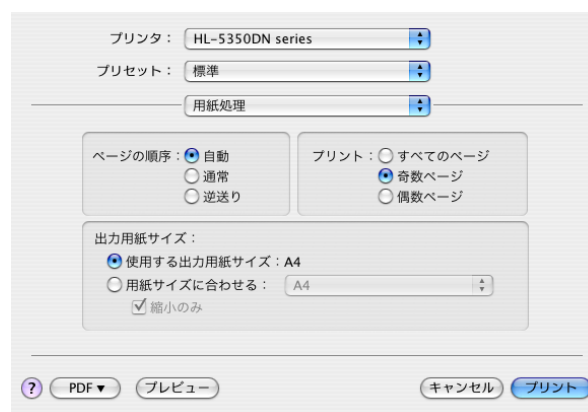 プリンタ： HL-5350DN series
プリセット： 標準
用紙処理
ページの順序： 自動
通常
逆送り
プリント： すべてのページ
奇数ページ
偶数ページ
出力用紙サイズ：
使用する出力用紙サイズ：A4
用紙サイズに合わせる： A4
縮小のみ
? PDF▼ プレビュー キャンセル プリント